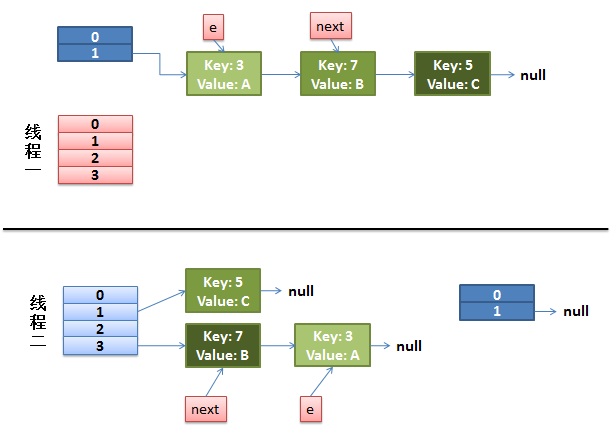 e
next
0
1
Key: 3
Value: A
Key: 7
Value: B
Key: 5
Value: C
null
线程一
0
1
2
3
线程二
0
1
2
3
Key: 5
Value: C
null
Key: 7
Value: B
Key: 3
Value: A
null
next
e
0
1
null